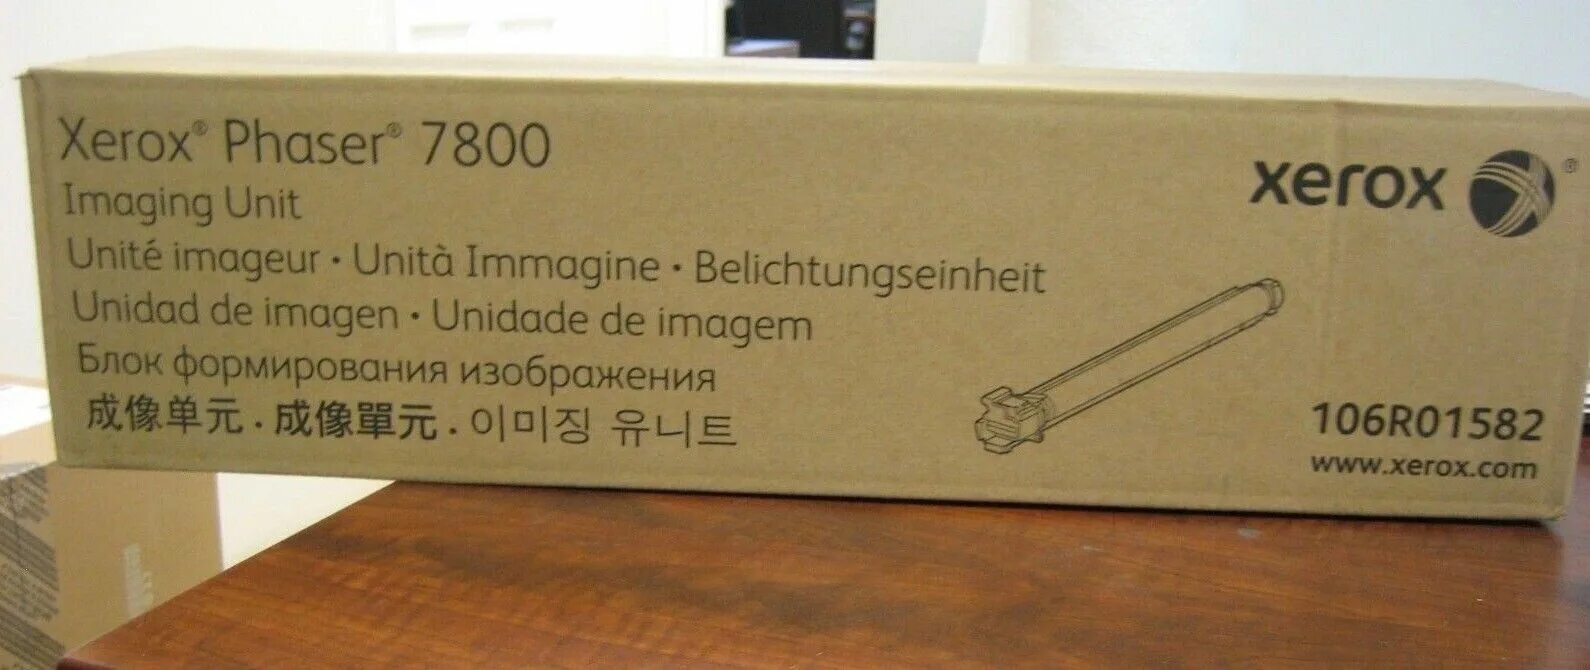 Xerox® Phaser® 7800
Imaging Unit
Unité imageur • Unità Immagine • Belichtungseinheit
Unidad de imagen • Unidade de imagem
Блок формирования изображения
成像单元 . 成像單元 . 이미징 유니트
xerox ®
106R01582
www.xerox.com